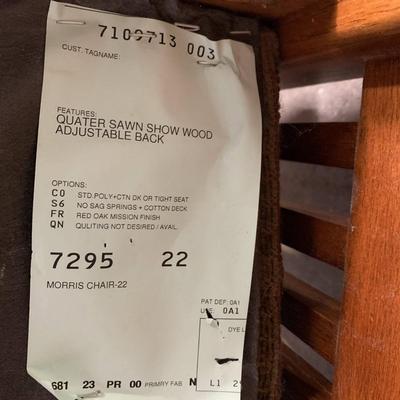 7109713 003
CUST. TAGNAME:
FEATURES:
QUATER SAWN SHOW WOOD
ADJUSTABLE BACK
OPTIONS:
C0 STD.POLY+CTN DK OR TIGHT SEAT
S6 NO SAG SPRINGS + COTTON DECK
FR RED OAK MISSION FINISH
QN QULITING NOT DESIRED / AVAIL.
7295 22
MORRIS CHAIR-22
PAT DEF: 0A1
USE: 0A1
DYE L
681 23 PR 00 PRIMRY FAB N L1